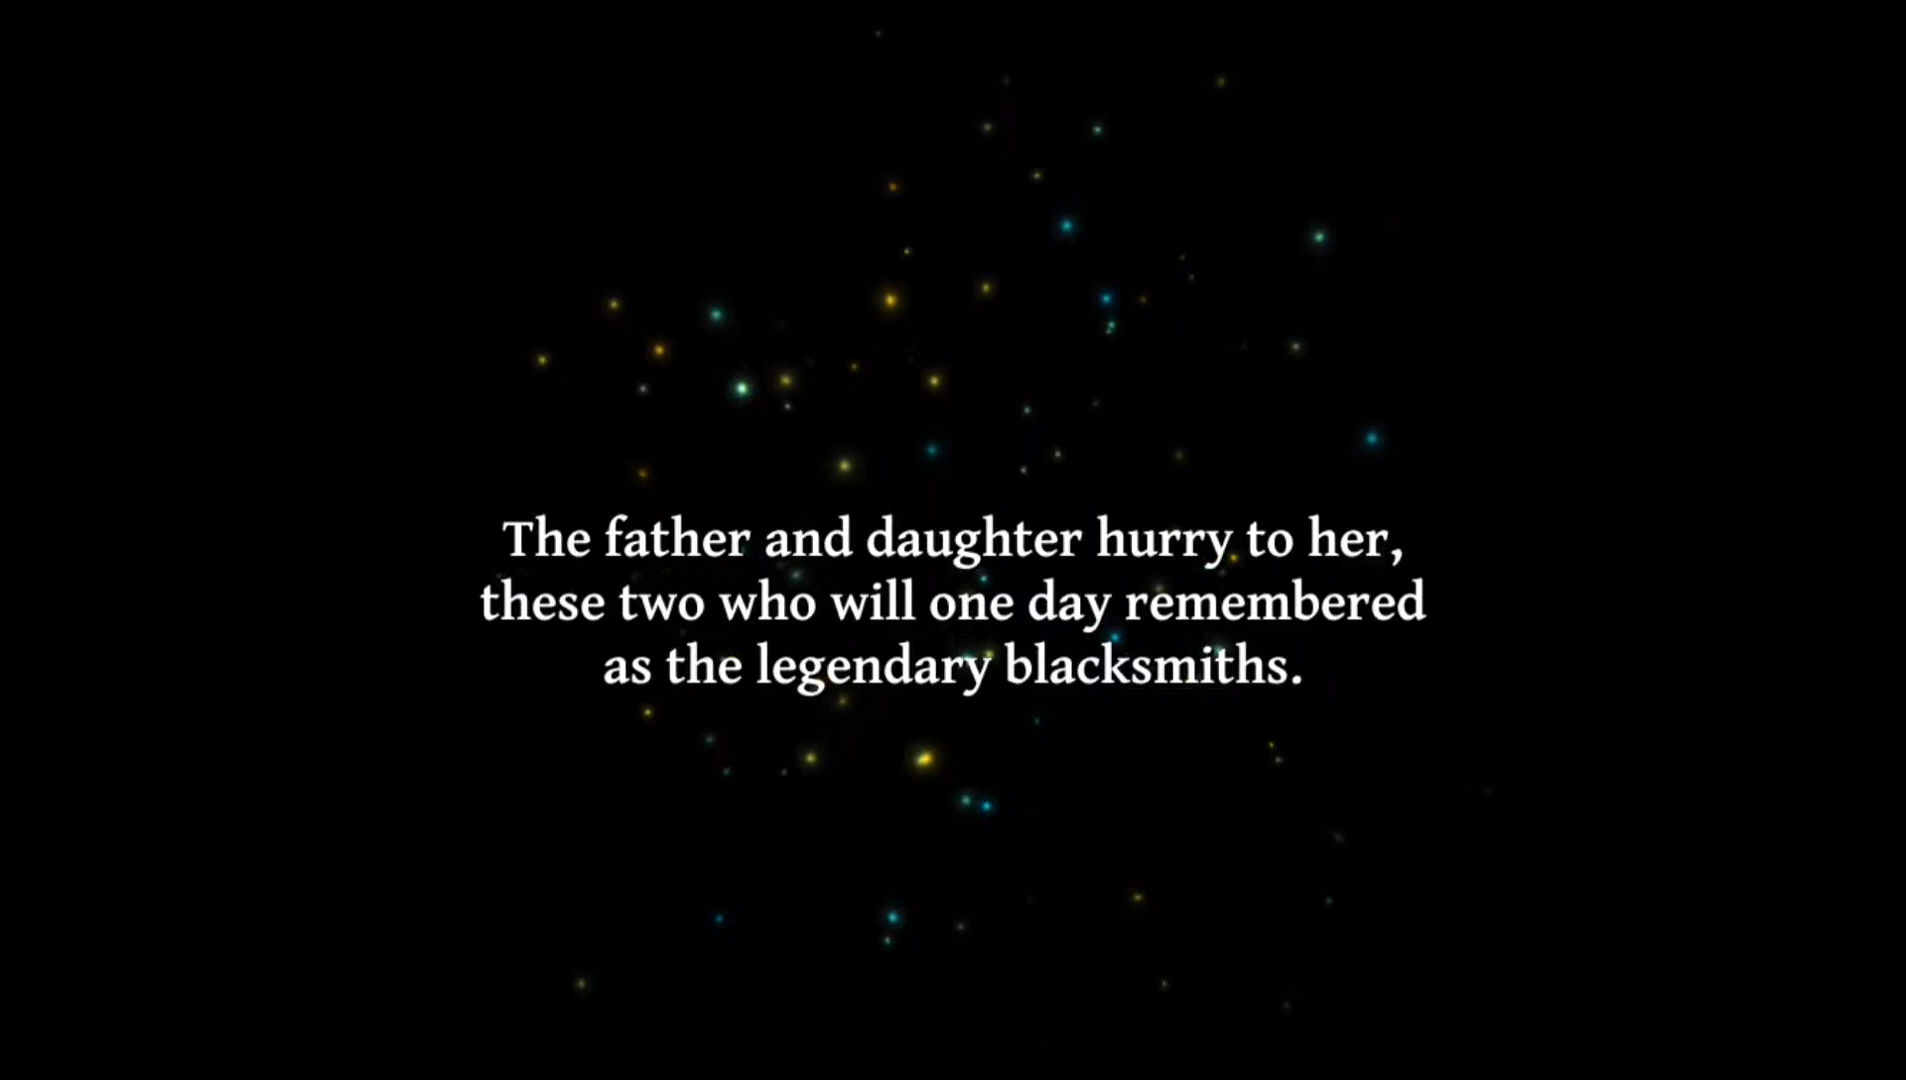 The father and daughter hurry to her,
these two who will one day remembered
as the legendary blacksmiths.